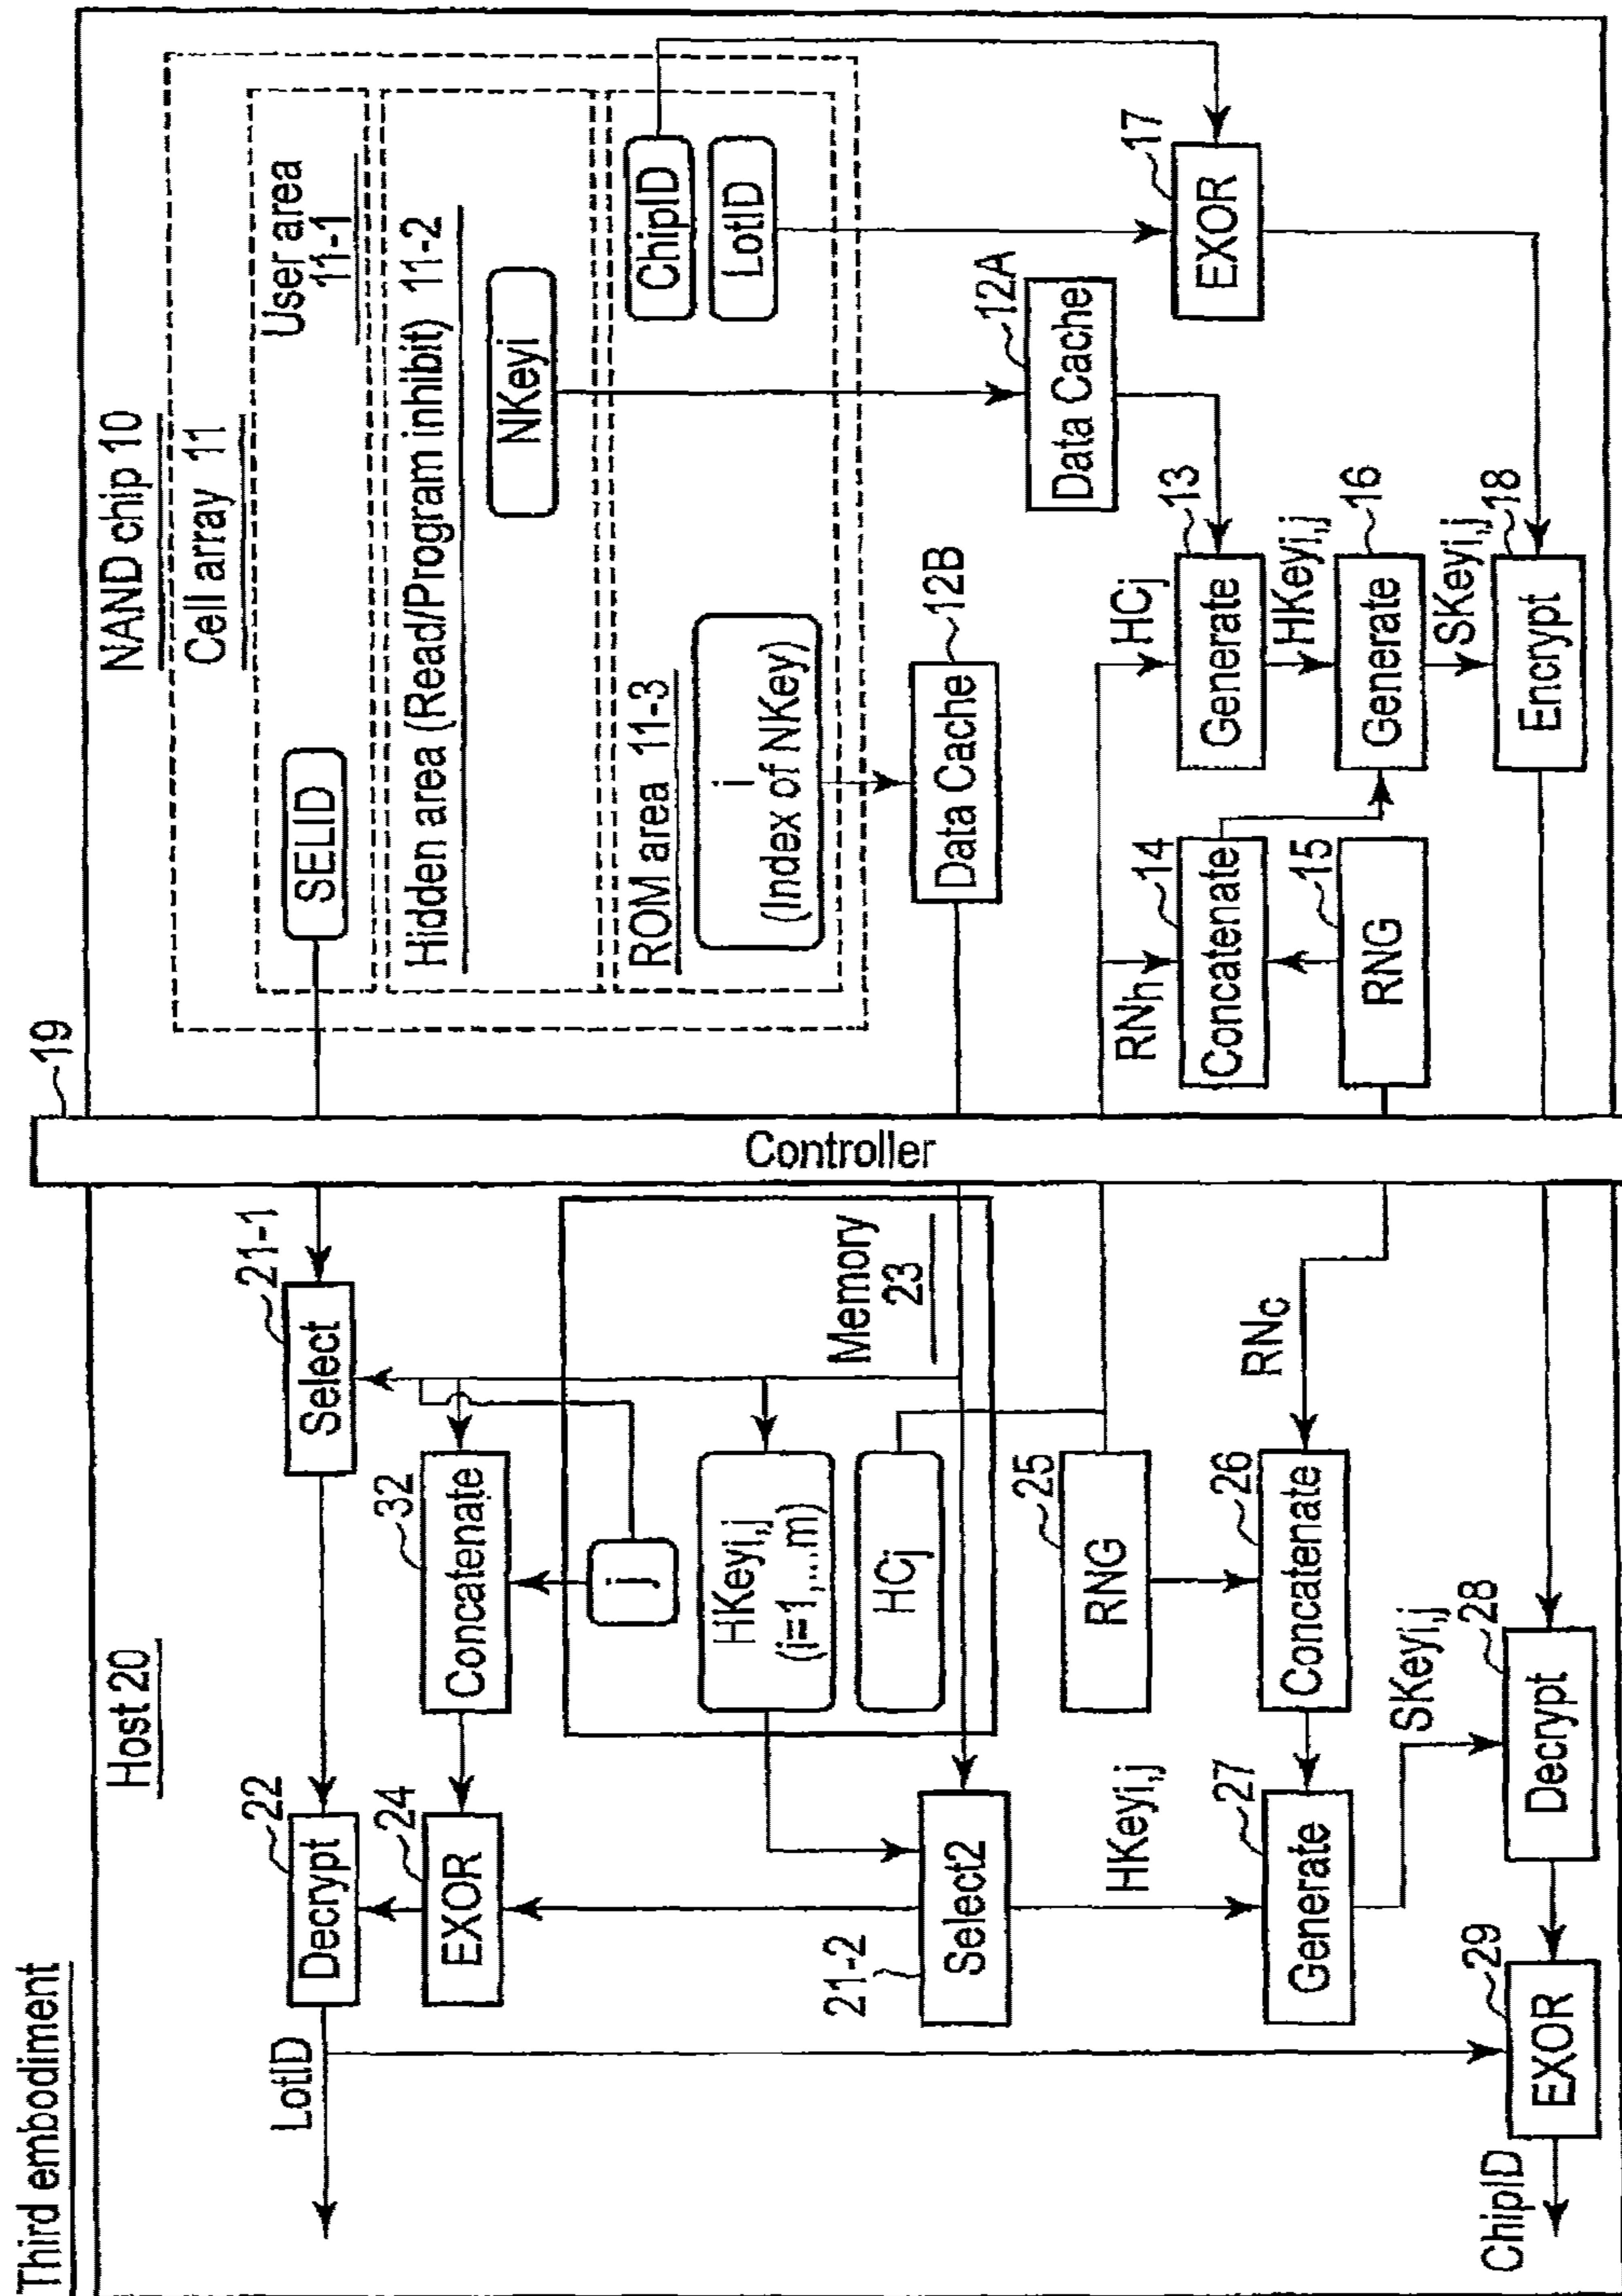 Third embodiment
Host 20
19
Controller
NAND chip 10
Cell array 11
User area
11-1
SELID
Hidden area (Read/Program inhibit) 11-2
NKeyi
ROM area 11-3
i
(Index of NKey)
ChipID
LotID
12B
Data Cache
12A
Data Cache
17
EXOR
HCj
13
Generate
HKeyi,j
16
Generate
SKeyi,j
18
Encrypt
RNh
14
Concatenate
15
RNG
21-1
Select
22
Decrypt
LotID
32
Concatenate
24
EXOR
j
HKeyi,j
(i=1,...m)
HCj
Memory
23
21-2
Select2
HKeyi,j
25
RNG
RNc
26
Concatenate
27
Generate
SKeyi,j
28
Decrypt
29
EXOR
ChipID